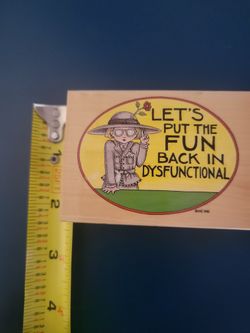 LET'S
PUT THE
FUN
BACK IN
DYSFUNCTIONAL
1
2
3
4